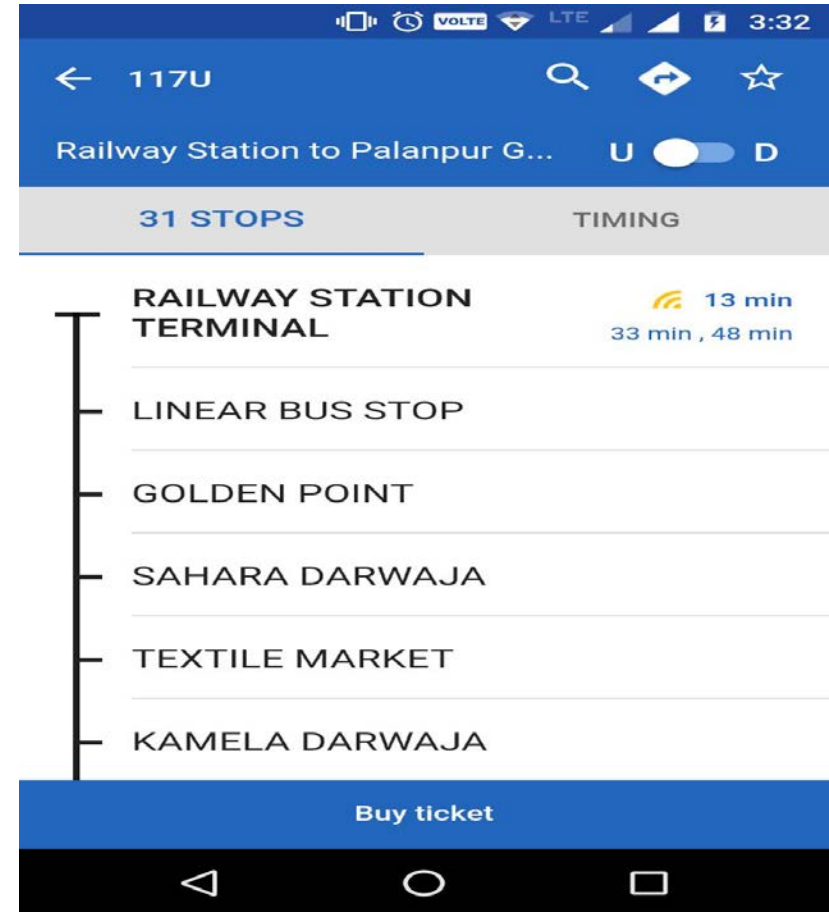 VOLTE LTE 3:32
117U
Railway Station to Palanpur G... U D
31 STOPS TIMING
RAILWAY STATION 13 min
TERMINAL 33 min , 48 min
LINEAR BUS STOP
GOLDEN POINT
SAHARA DARWAJA
TEXTILE MARKET
KAMELA DARWAJA
Buy ticket